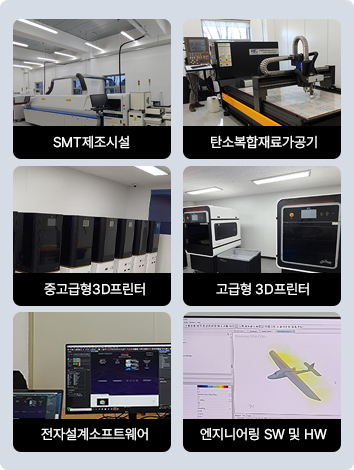 SMT제조시설
탄소복합재료가공기
중고급형3D프린터
고급형 3D프린터
전자설계소프트웨어
엔지니어링 SW 및 HW